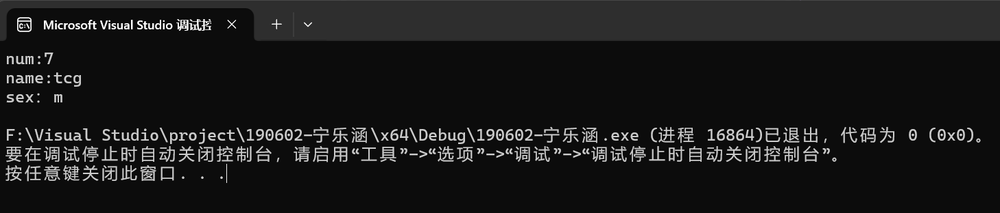 Microsoft Visual Studio 调试控
num:7
name:tcg
sex: m
F:\Visual Studio\project\190602-宁乐涵\x64\Debug\190602-宁乐涵.exe (进程 16864)已退出，代码为 0 (0x0)。
要在调试停止时自动关闭控制台，请启用“工具”->“选项”->“调试”->“调试停止时自动关闭控制台”。
按任意键关闭此窗口. . .